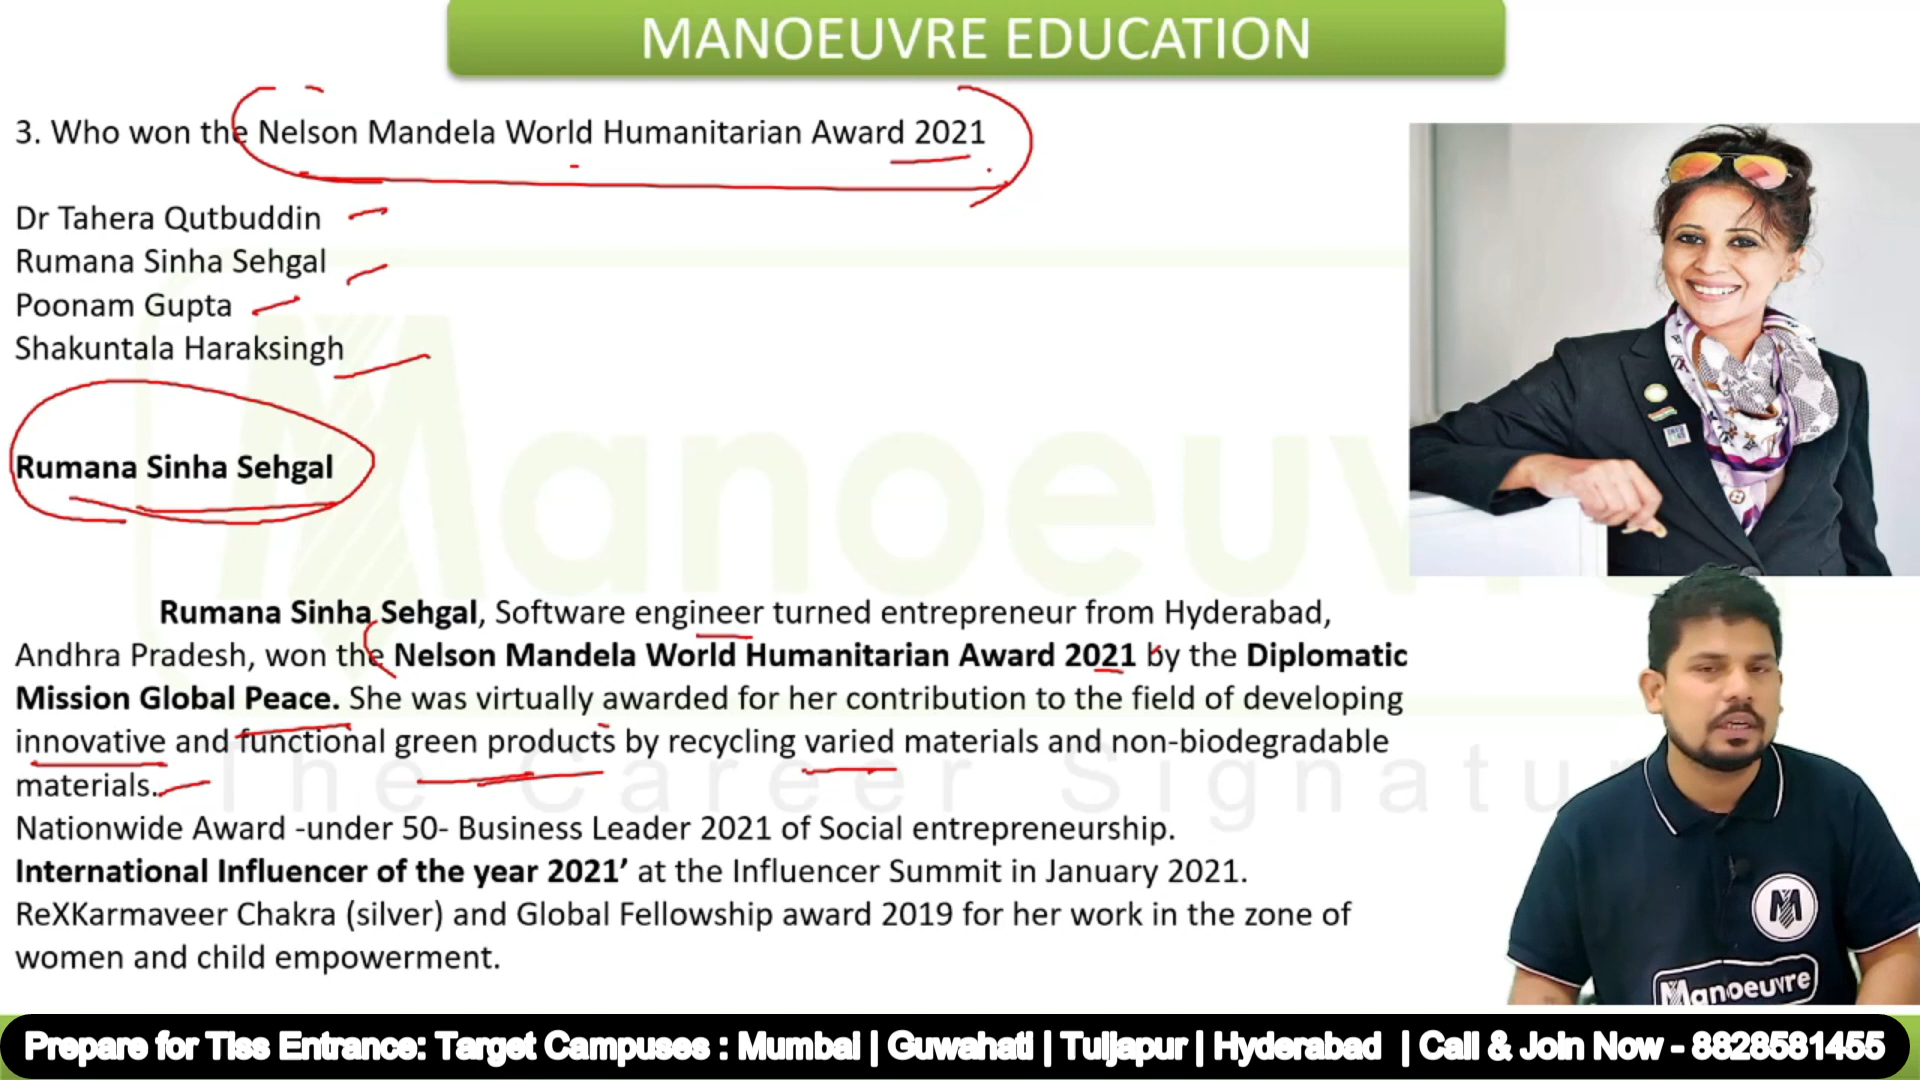 MANOEUVRE EDUCATION
3. Who won the Nelson Mandela World Humanitarian Award 2021
Dr Tahera Qutbuddin
Rumana Sinha Sehgal
Poonam Gupta
Shakuntala Haraksingh
Rumana Sinha Sehgal
Manoeuvre
Rumana Sinha Sehgal, Software engineer turned entrepreneur from Hyderabad,
Andhra Pradesh, won the Nelson Mandela World Humanitarian Award 2021 by the Diplomatic
Mission Global Peace. She was virtually awarded for her contribution to the field of developing
innovative and functional green products by recycling varied materials and non-biodegradable
materials.
The Career Signatu
Nationwide Award -under 50- Business Leader 2021 of Social entrepreneurship.
International Influencer of the year 2021’ at the Influencer Summit in January 2021.
ReXKarmaveer Chakra (silver) and Global Fellowship award 2019 for her work in the zone of
women and child empowerment.
M
Manoeuvre
Prepare for Tiss Entrance: Target Campuses : Mumbai | Guwahati | Tuljapur | Hyderabad | Call & Join Now - 8828581455